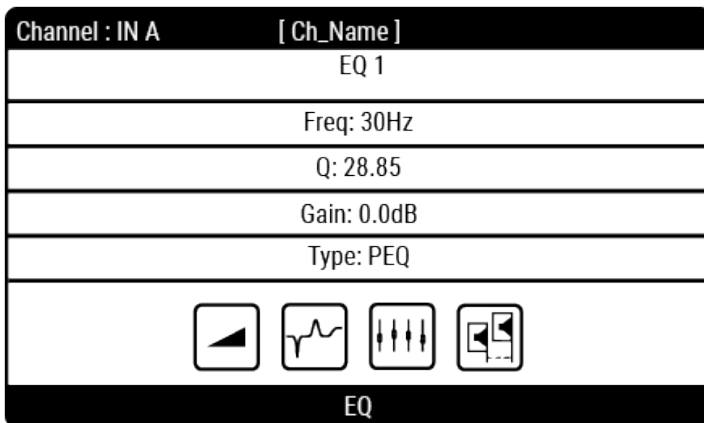 Channel : IN A [ Ch_Name ]
EQ 1
Freq: 30Hz
Q: 28.85
Gain: 0.0dB
Type: PEQ
EQ